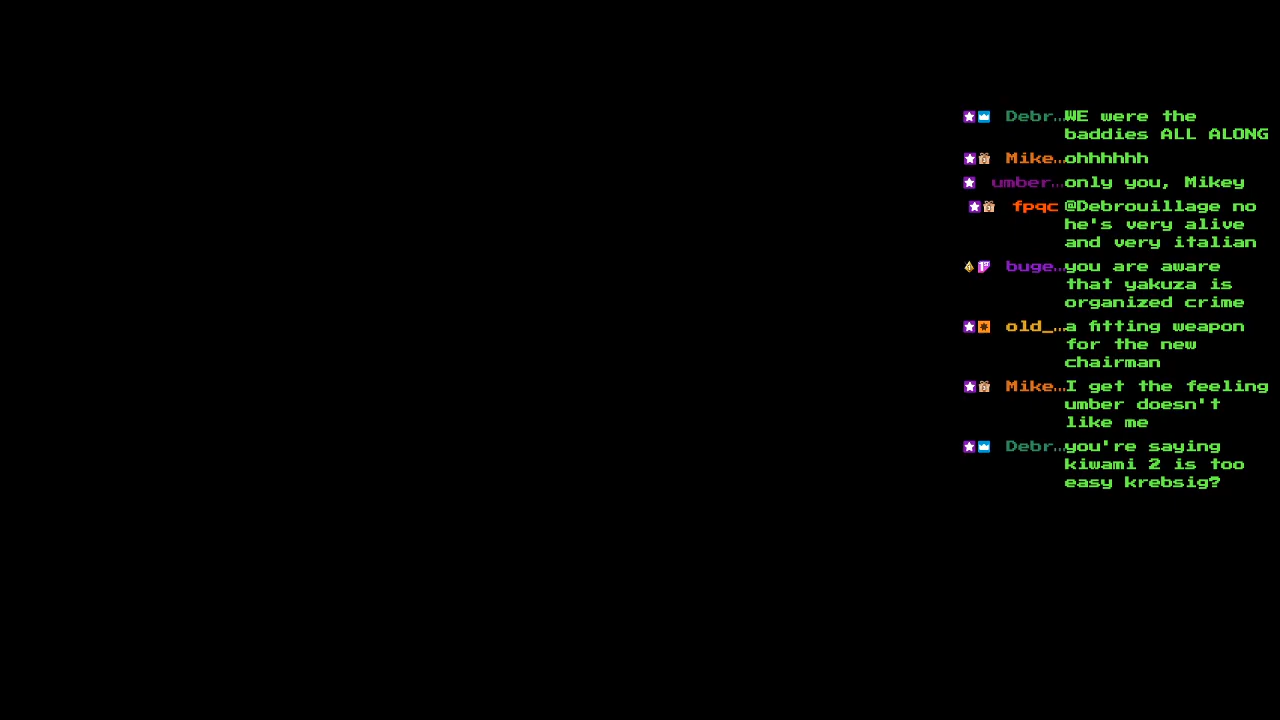 Debr… WE were the
baddies ALL ALONG
Mike… ohhhhhh
umber… only you, Mikey
fpqc @Debrouillage no
he's very alive
and very italian
buge… you are aware
that yakuza is
organized crime
old_… a fitting weapon
for the new
chairman
Mike… I get the feeling
umber doesn't
like me
Debr… you're saying
kiwami 2 is too
easy krebsig?